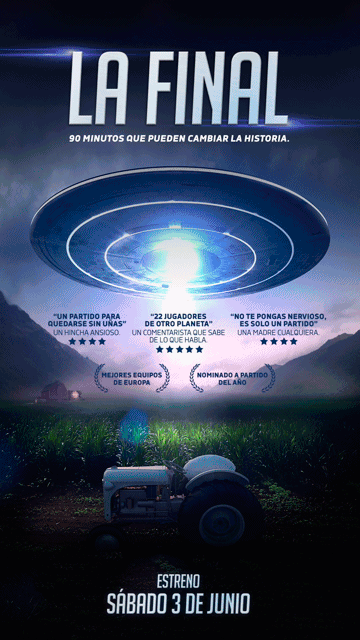 LA FINAL
90 MINUTOS QUE PUEDEN CAMBIAR LA HISTORIA.
"UN PARTIDO PARA
QUEDARSE SIN UÑAS"
UN HINCHA ANSIOSO.
"22 JUGADORES
DE OTRO PLANETA"
UN COMENTARISTA QUE SABE
DE LO QUE HABLA.
"NO TE PONGAS NERVIOSO,
ES SOLO UN PARTIDO"
UNA MADRE CUALQUIERA.
MEJORES EQUIPOS
DE EUROPA
NOMINADO A PARTIDO
DEL AÑO
ESTRENO
SÁBADO 3 DE JUNIO